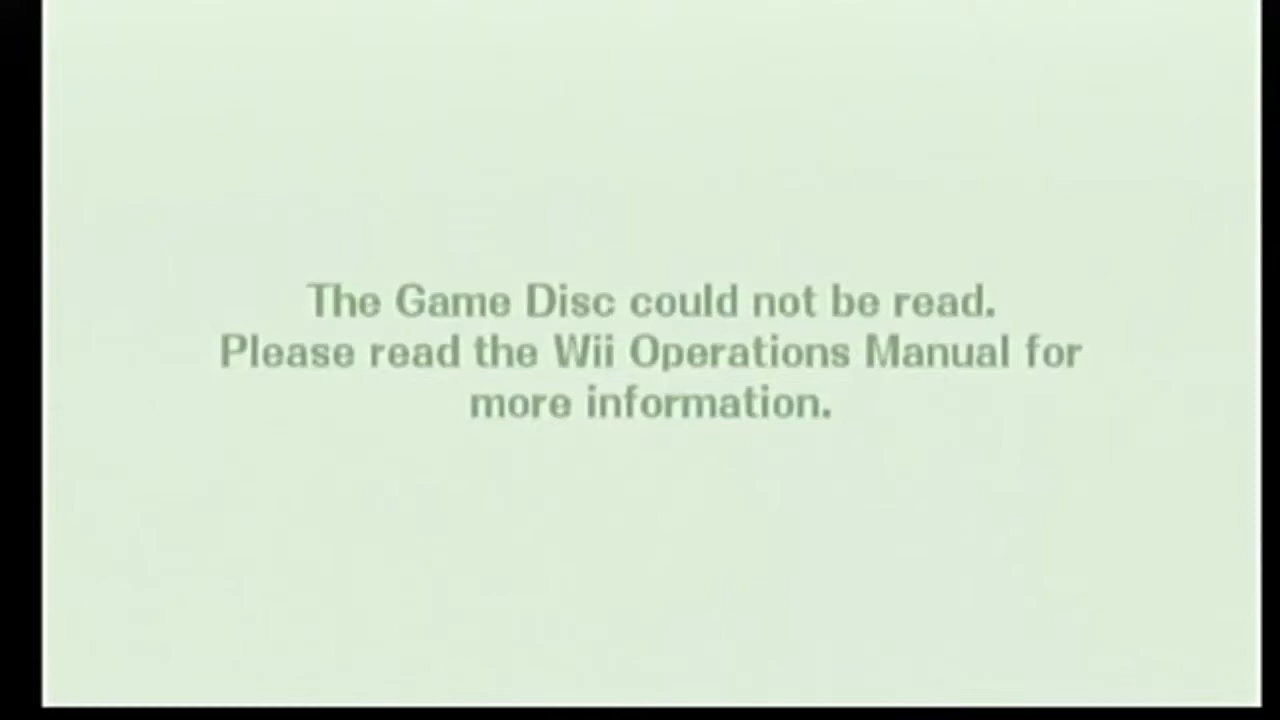 The Game Disc could not be read.
Please read the Wii Operations Manual for
more information.